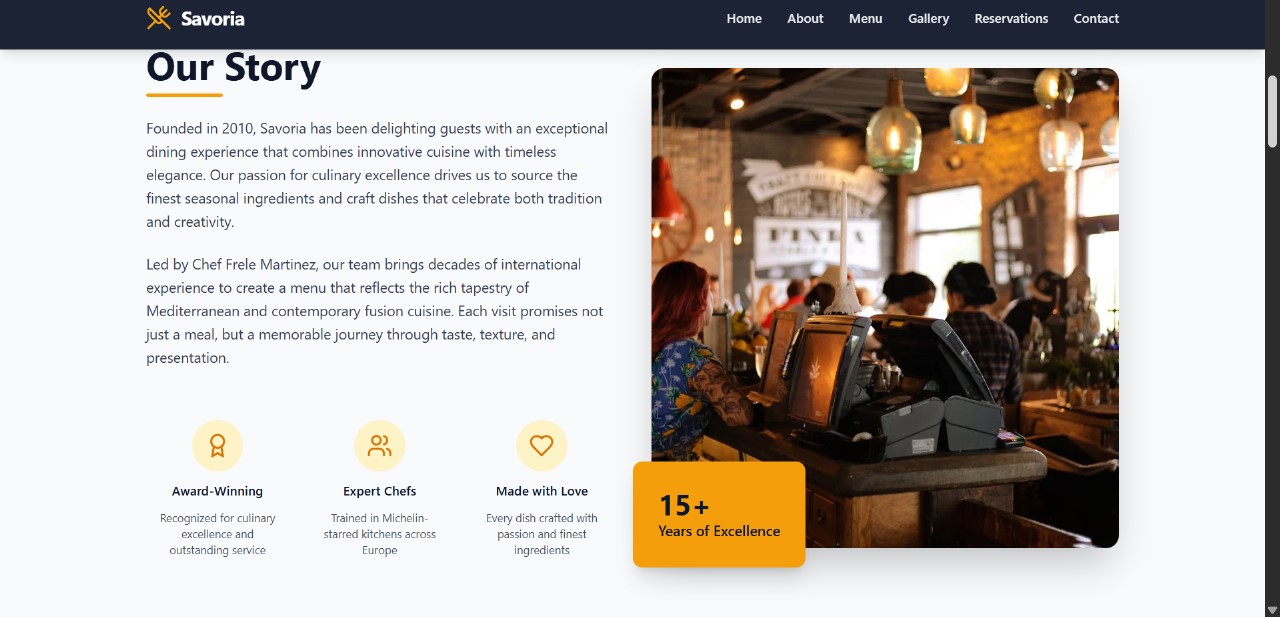 Savoria
Home About Menu Gallery Reservations Contact
Our Story
Founded in 2010, Savoria has been delighting guests with an exceptional
dining experience that combines innovative cuisine with timeless
elegance. Our passion for culinary excellence drives us to source the
finest seasonal ingredients and craft dishes that celebrate both tradition
and creativity.
Led by Chef Frele Martinez, our team brings decades of international
experience to create a menu that reflects the rich tapestry of
Mediterranean and contemporary fusion cuisine. Each visit promises not
just a meal, but a memorable journey through taste, texture, and
presentation.
Award-Winning
Recognized for culinary
excellence and
outstanding service
Expert Chefs
Trained in Michelin-
starred kitchens across
Europe
Made with Love
Every dish crafted with
passion and finest
ingredients
15+
Years of Excellence